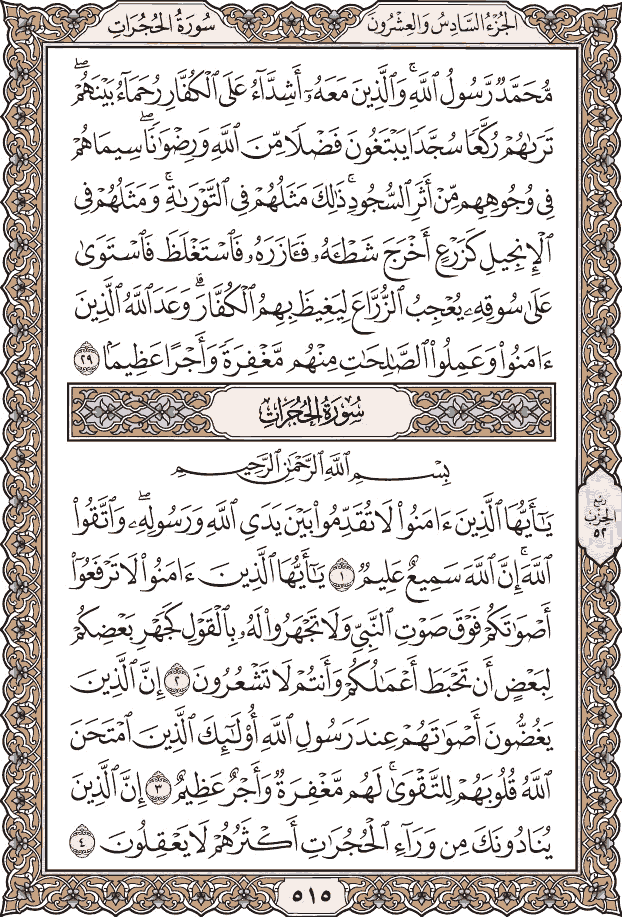 الجُزْءُ السَّادِسُ وَالعِشْرُونَ
سُورَةُ الحُجُرَاتِ
مُّحَمَّدٌ رَّسُولُ ٱللَّهِۚ وَٱلَّذِينَ مَعَهُۥٓ أَشِدَّآءُ عَلَى ٱلۡكُفَّارِ رُحَمَآءُ بَيۡنَهُمۡۖ
تَرَىٰهُمۡ رُكَّعٗا سُجَّدٗا يَبۡتَغُونَ فَضۡلٗا مِّنَ ٱللَّهِ وَرِضۡوَٰنٗاۖ سِيمَاهُمۡ
فِي وُجُوهِهِم مِّنۡ أَثَرِ ٱلسُّجُودِۚ ذَٰلِكَ مَثَلُهُمۡ فِي ٱلتَّوۡرَىٰةِۚ وَمَثَلُهُمۡ فِي
ٱلۡإِنجِيلِ كَزَرۡعٍ أَخۡرَجَ شَطۡـَٔهُۥ فَـَٔازَرَهُۥ فَٱسۡتَغۡلَظَ فَٱسۡتَوَىٰ
عَلَىٰ سُوقِهِۦ يُعۡجِبُ ٱلزُّرَّاعَ لِيَغِيظَ بِهِمُ ٱلۡكُفَّارَۗ وَعَدَ ٱللَّهُ ٱلَّذِينَ
ءَامَنُواْ وَعَمِلُواْ ٱلصَّٰلِحَٰتِ مِنۡهُم مَّغۡفِرَةٗ وَأَجۡرًا عَظِيمَۢا ٢٩
سُورَةُ الحُجُرَاتِ
بِسۡمِ ٱللَّهِ ٱلرَّحۡمَٰنِ ٱلرَّحِيمِ
يَٰٓأَيُّهَا ٱلَّذِينَ ءَامَنُواْ لَا تُقَدِّمُواْ بَيۡنَ يَدَيِ ٱللَّهِ وَرَسُولِهِۦۖ وَٱتَّقُواْ
ٱللَّهَۚ إِنَّ ٱللَّهَ سَمِيعٌ عَلِيمٞ ١ يَٰٓأَيُّهَا ٱلَّذِينَ ءَامَنُواْ لَا تَرۡفَعُوٓاْ
أَصۡوَٰتَكُمۡ فَوۡقَ صَوۡتِ ٱلنَّبِيِّ وَلَا تَجۡهَرُواْ لَهُۥ بِٱلۡقَوۡلِ كَجَهۡرِ بَعۡضِكُمۡ
لِبَعۡضٍ أَن تَحۡبَطَ أَعۡمَٰلُكُمۡ وَأَنتُمۡ لَا تَشۡعُرُونَ ٢ إِنَّ ٱلَّذِينَ
يَغُضُّونَ أَصۡوَٰتَهُمۡ عِندَ رَسُولِ ٱللَّهِ أُوْلَٰٓئِكَ ٱلَّذِينَ ٱمۡتَحَنَ
ٱللَّهُ قُلُوبَهُمۡ لِلتَّقۡوَىٰۚ لَهُم مَّغۡفِرَةٞ وَأَجۡرٌ عَظِيمٌ ٣ إِنَّ ٱلَّذِينَ
يُنَادُونَكَ مِن وَرَآءِ ٱلۡحُجُرَٰتِ أَكۡثَرُهُمۡ لَا يَعۡقِلُونَ ٤
ربع
الحزب
٥٢
٥١٥